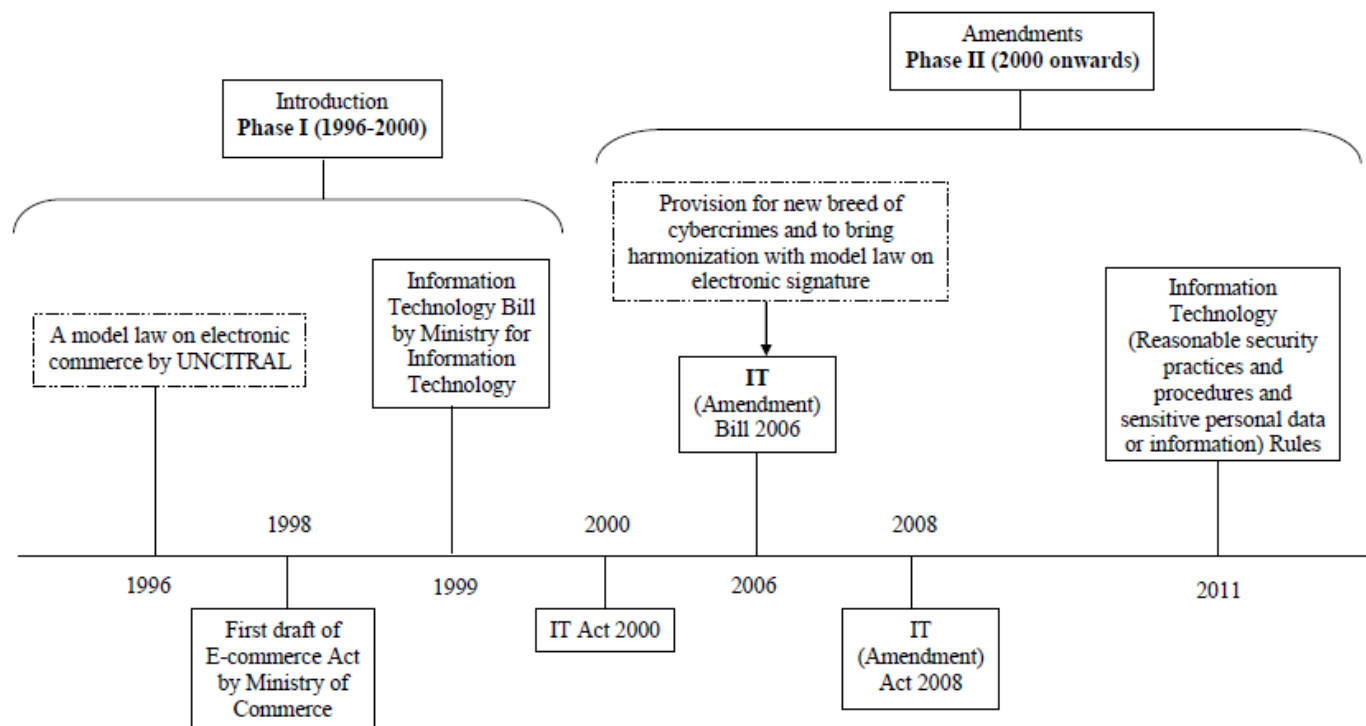 Amendments
Phase II (2000 onwards)
Introduction
Phase I (1996-2000)
Provision for new breed of
cybercrimes and to bring
harmonization with model law on
electronic signature
Information
Technology Bill
by Ministry for
Information
Technology
Information
Technology
(Reasonable security
practices and
procedures and
sensitive personal data
or information) Rules
A model law on electronic
commerce by UNCITRAL
IT
(Amendment)
Bill 2006
1998
2000
2008
1996
1999
2006
2011
First draft of
E-commerce Act
by Ministry of
Commerce
IT Act 2000
IT
(Amendment)
Act 2008